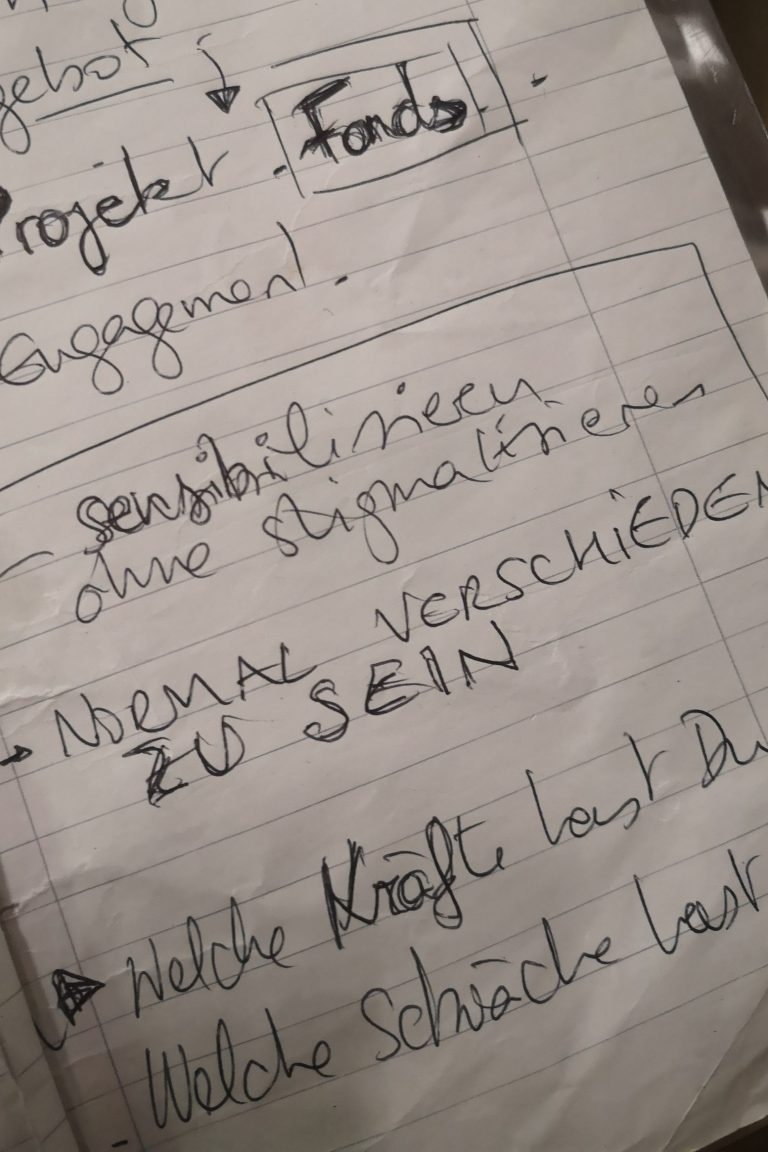 gebot
Projekt. Fonds.
Engagement.
- sensibilisieren
ohne stigmatisieren
NORMAL VERSCHIEDEN
ZU SEIN
Welche Kräfte hast Du
Welche Schwäche hast